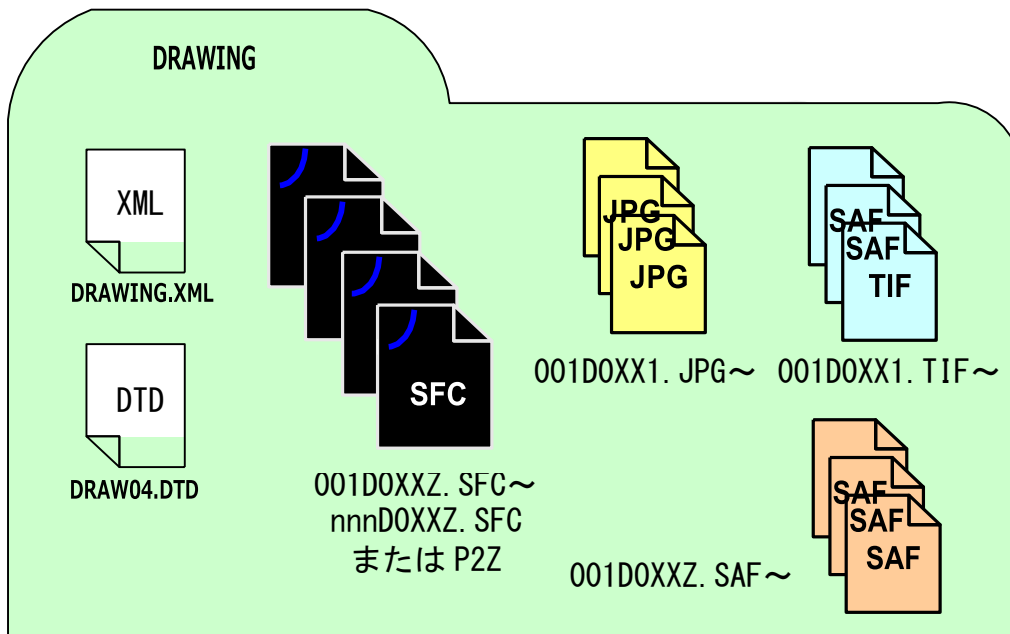 DRAWING
XML
DRAWING.XML
DTD
DRAW04.DTD
SFC
001D0XXZ.SFC～
nnnD0XXZ.SFC
または P2Z
JPG
JPG
JPG
001D0XX1.JPG～
SAF
SAF
TIF
001D0XX1.TIF～
SAF
SAF
SAF
001D0XXZ.SAF～